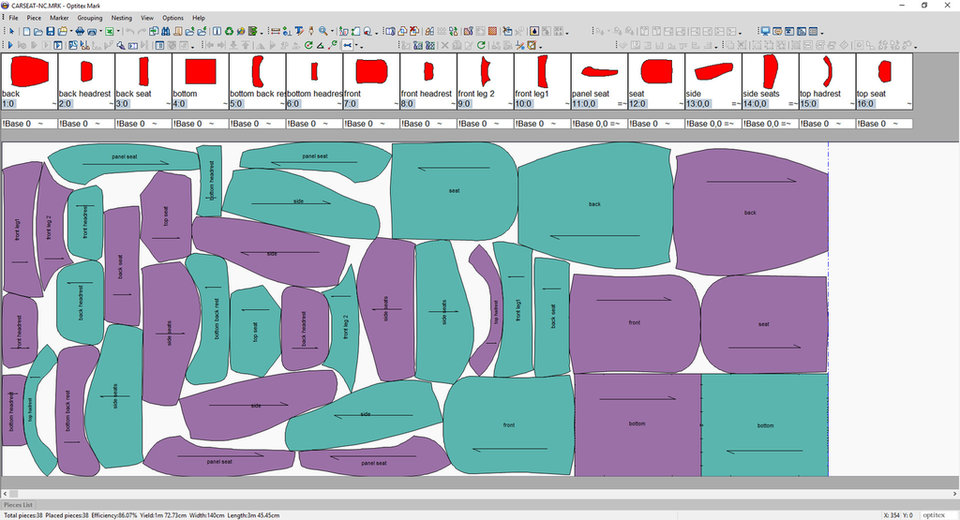 CARSEAT-NC.MRK - Optitex Mark
File Piece Marker Grouping Nesting View Options Help
back back headrest back seat bottom bottom back res bottom headres front front headrest front leg 2 front leg1 panel seat seat side side seats top hadrest top seat
1:0 ~ 2:0 ~ 3:0 ~ 4:0 ~ 5:0 ~ 6:0 ~ 7:0 ~ 8:0 ~ 9:0 ~ 10:0 ~ 11:0,0 =~ 12:0 ~ 13:0,0 =~ 14:0,0 =~ 15:0 ~ 16:0 ~
!Base 0 ~ !Base 0 ~ !Base 0 ~ !Base 0 ~ !Base 0 ~ !Base 0 ~ !Base 0 ~ !Base 0 ~ !Base 0 ~ !Base 0 ~ !Base 0,0 =~ !Base 0 ~ !Base 0,0 =~ !Base 0,0 =~ !Base 0 ~ !Base 0 ~
panel seat
panel seat
bottom headrest
seat
side
back
back
front leg1
front leg 2
front headrest
top seat
side
back seat
back headrest
side seats
bottom back rest
top seat
back headrest
front leg 2
side seats
side seats
top hadrest
front leg1
back seat
front
seat
front headrest
bottom headrest
top hadrest
bottom back rest
side seats
side
side
front
bottom
bottom
panel seat
panel seat
Pieces List
Total pieces:38 Placed pieces:38 Efficiency:86.07% Yield:1m 72.73cm Width:140cm Length:3m 45.45cm X: 354 Y: 0 optitex